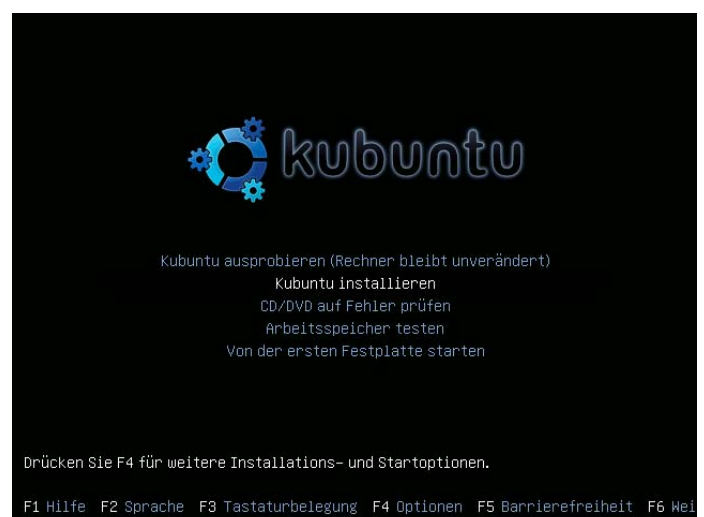 kubuntu
Kubuntu ausprobieren (Rechner bleibt unverändert)
Kubuntu installieren
CD/DVD auf Fehler prüfen
Arbeitsspeicher testen
Von der ersten Festplatte starten
Drücken Sie F4 für weitere Installations- und Startoptionen.
F1 Hilfe F2 Sprache F3 Tastaturbelegung F4 Optionen F5 Barrierefreiheit F6 Wei